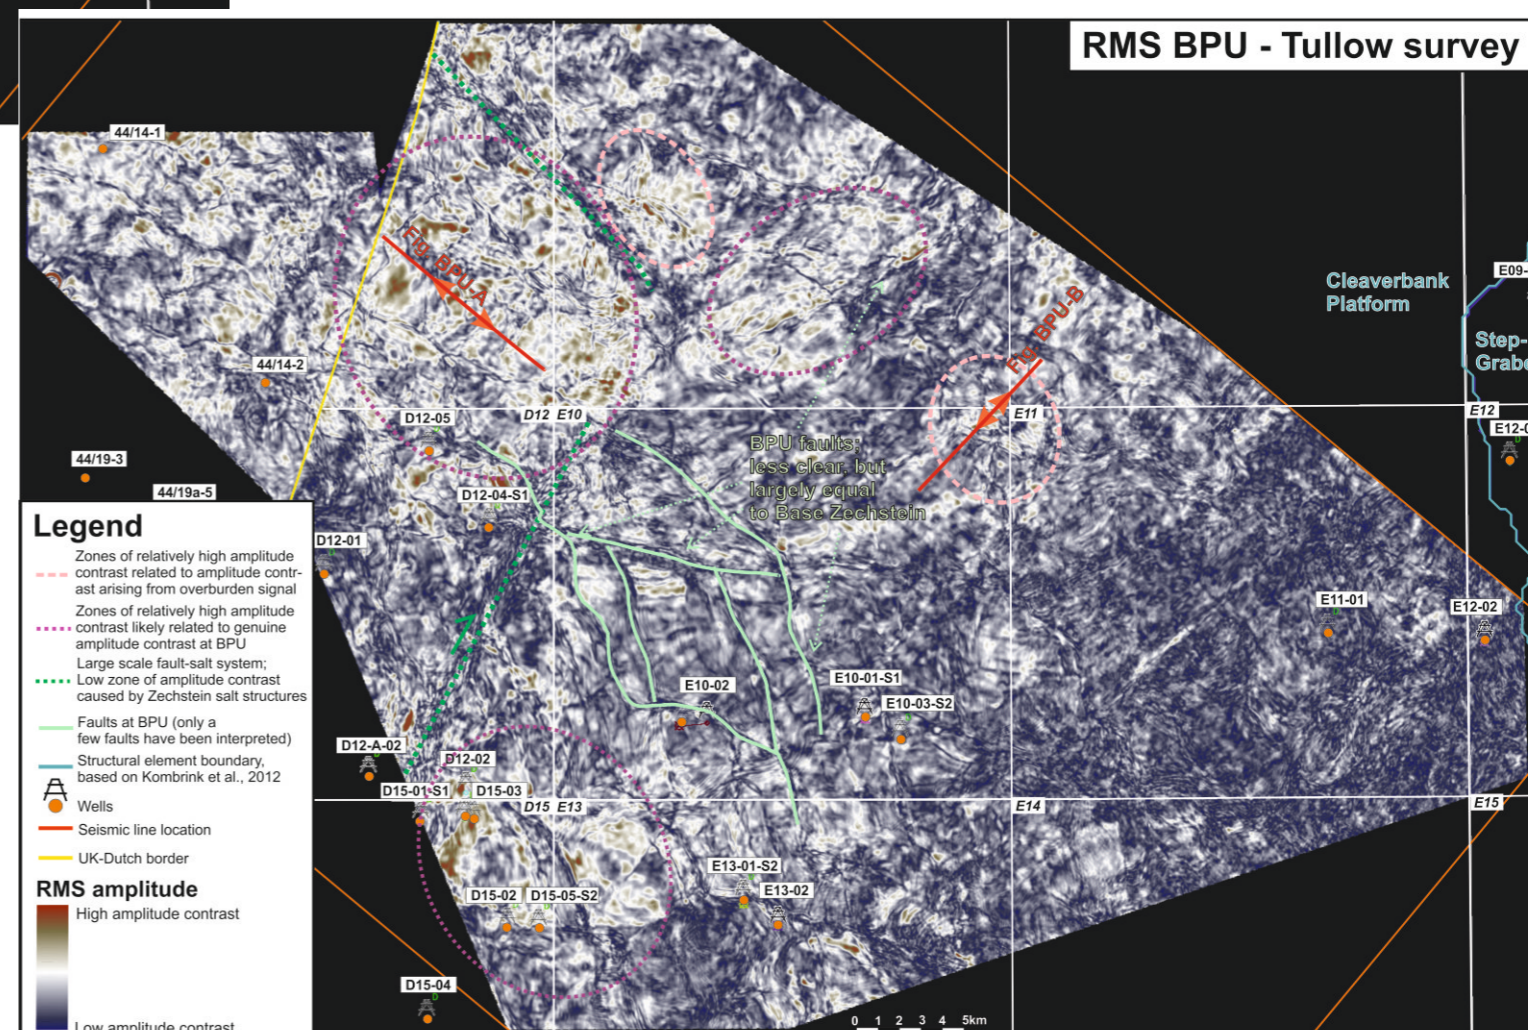 RMS BPU - Tullow survey
44/14-1
Fig. BPU-A
Fig. BPU-B
Cleaverbank
Platform
E09-
Step-
Grabe
44/14-2
D12-05
D12 E10
E11
E12
E12-0
44/19-3
44/19a-5
BPU faults;
less clear, but
largely equal
to Base Zechstein
D12-04-S1
D12-01
E11-01
E12-02
E10-02
E10-01-S1
E10-03-S2
D12-A-02
D12-02
D15-01-S1
D15-03
D15 E13
E14
E15
D15-02
D15-05-S2
E13-01-S2
E13-02
D15-04
0 1 2 3 4 5km
Legend
Zones of relatively high amplitude
contrast related to amplitude contr-
ast arising from overburden signal
Zones of relatively high amplitude
contrast likely related to genuine
amplitude contrast at BPU
Large scale fault-salt system;
Low zone of amplitude contrast
caused by Zechstein salt structures
Faults at BPU (only a
few faults have been interpreted)
Structural element boundary,
based on Kombrink et al., 2012
Wells
Seismic line location
UK-Dutch border
RMS amplitude
High amplitude contrast
Low amplitude contrast